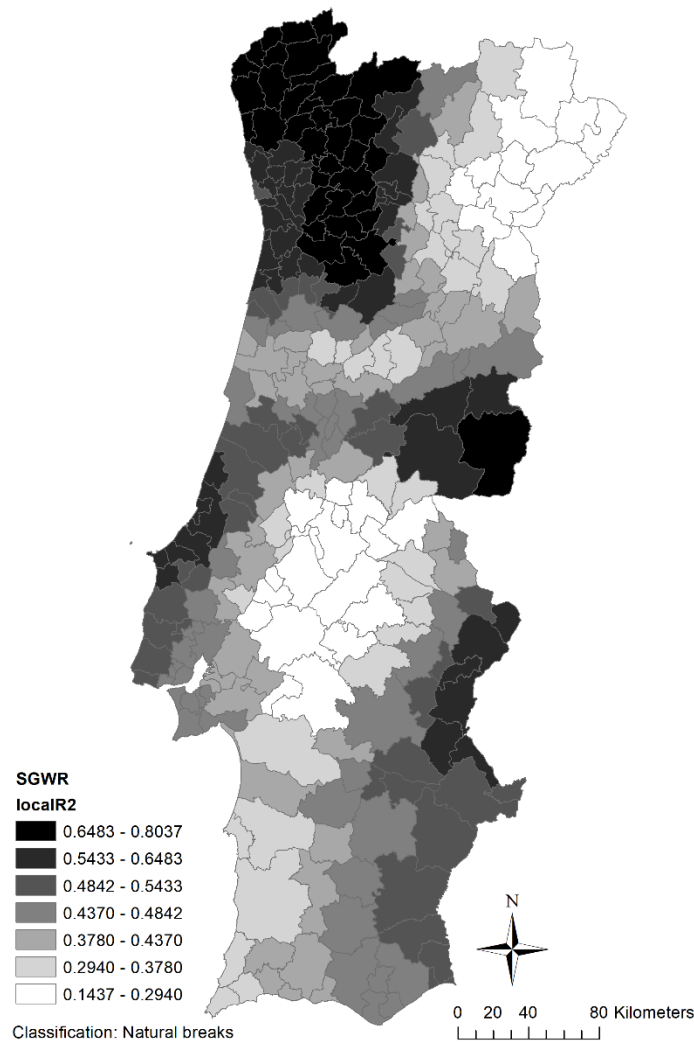 SGWR
localR2
0.6483 - 0.8037
0.5433 - 0.6483
0.4842 - 0.5433
0.4370 - 0.4842
0.3780 - 0.4370
0.2940 - 0.3780
0.1437 - 0.2940
Classification: Natural breaks
N
0 20 40 80 Kilometers